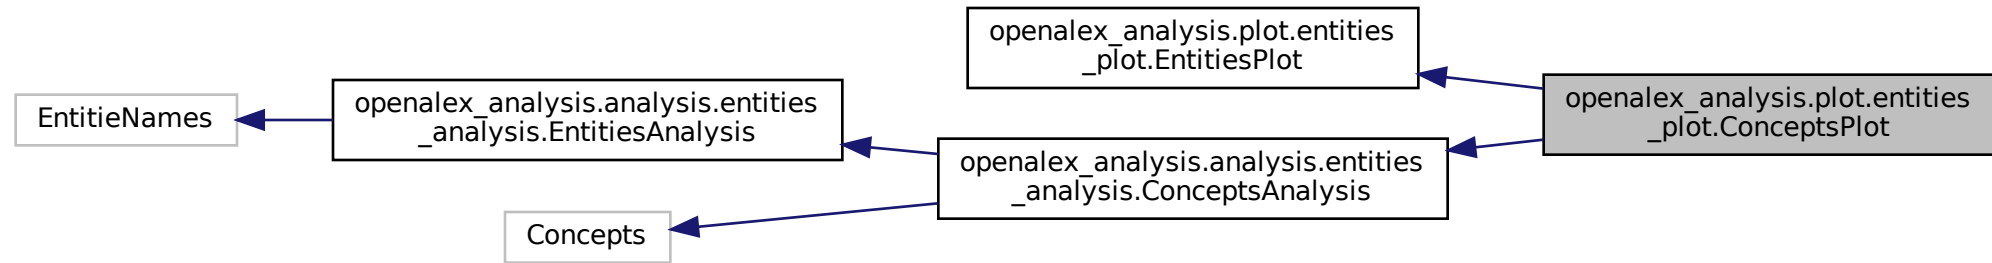 openalex_analysis.plot.entities
_plot.EntitiesPlot
openalex_analysis.plot.entities
_plot.ConceptsPlot
EntitieNames
openalex_analysis.analysis.entities
_analysis.EntitiesAnalysis
openalex_analysis.analysis.entities
_analysis.ConceptsAnalysis
Concepts